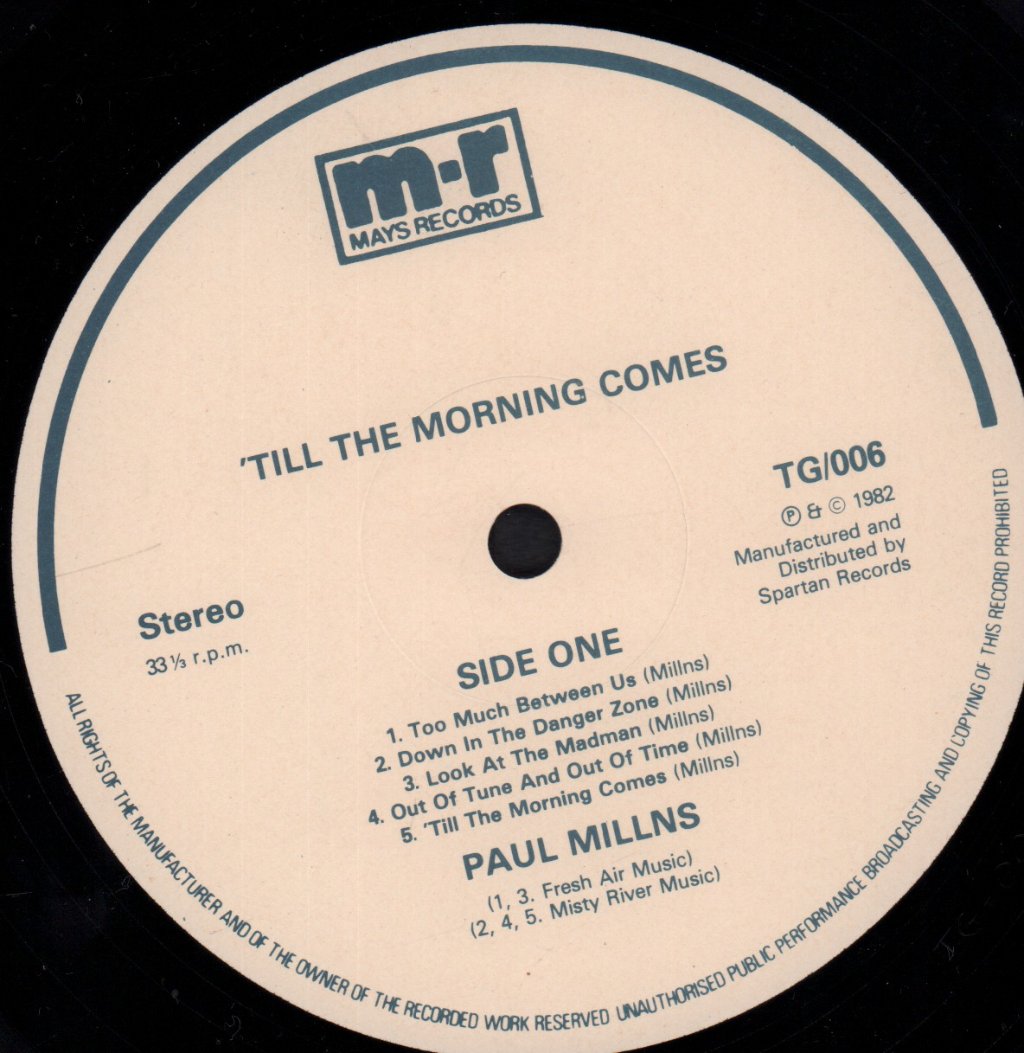 m·r
MAYS RECORDS
'TILL THE MORNING COMES
TG/006
Ⓟ & © 1982
Manufactured and
Distributed by
Spartan Records
Stereo
33⅓ r.p.m.
SIDE ONE
1. Too Much Between Us (Millns)
2. Down In The Danger Zone (Millns)
3. Look At The Madman (Millns)
4. Out Of Tune And Out Of Time (Millns)
5. 'Till The Morning Comes (Millns)
PAUL MILLNS
(1, 3. Fresh Air Music)
(2, 4, 5. Misty River Music)
ALL RIGHTS OF THE MANUFACTURER AND OF THE OWNER OF THE RECORDED WORK RESERVED UNAUTHORISED PUBLIC PERFORMANCE BROADCASTING AND COPYING OF THIS RECORD PROHIBITED